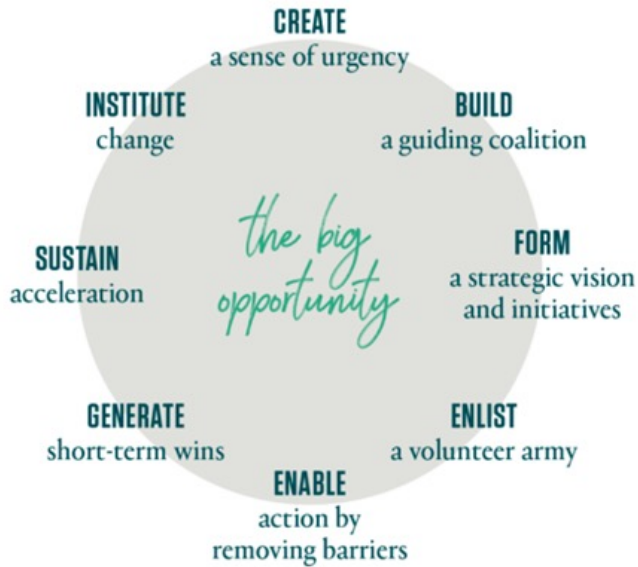 CREATE
a sense of urgency
BUILD
a guiding coalition
FORM
a strategic vision
and initiatives
ENLIST
a volunteer army
ENABLE
action by
removing barriers
GENERATE
short-term wins
SUSTAIN
acceleration
INSTITUTE
change
the big
opportunity